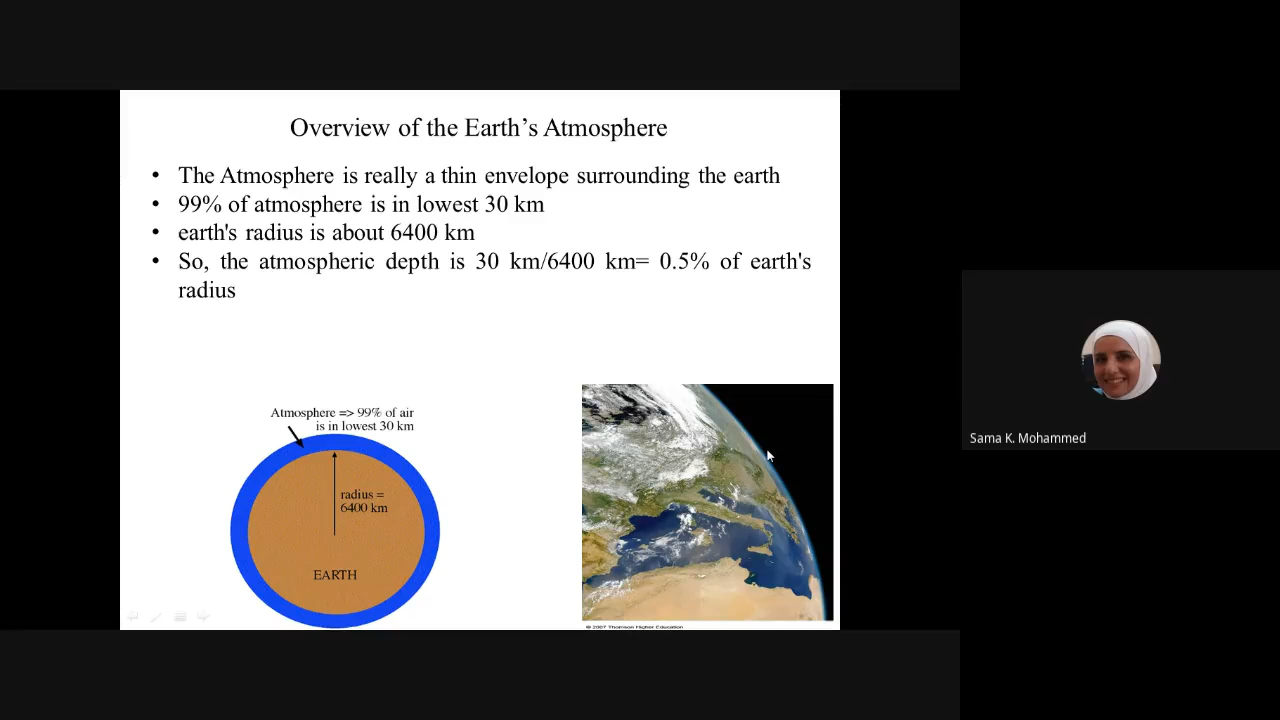 Overview of the Earth’s Atmosphere
• The Atmosphere is really a thin envelope surrounding the earth
• 99% of atmosphere is in lowest 30 km
• earth's radius is about 6400 km
• So, the atmospheric depth is 30 km/6400 km= 0.5% of earth's
radius
Atmosphere => 99% of air
is in lowest 30 km
radius =
6400 km
EARTH
© 2007 Thomson Higher Education
Sama K. Mohammed